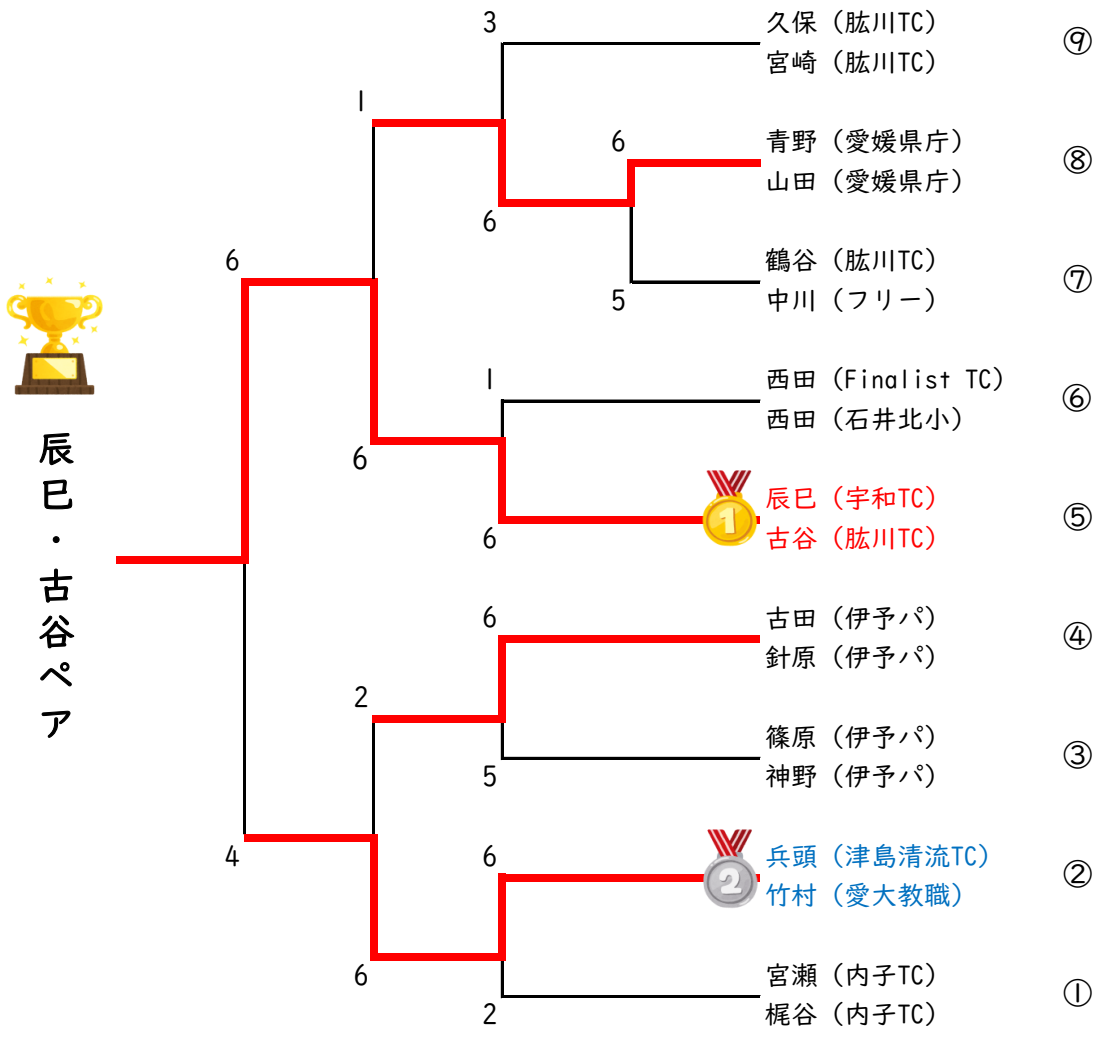 3
久保（肱川TC）
宮崎（肱川TC）
⑨
1
6
青野（愛媛県庁）
山田（愛媛県庁）
⑧
6
6
鶴谷（肱川TC）
中川（フリー）
⑦
5
1
西田（Finalist TC）
西田（石井北小）
⑥
6
1
辰巳（宇和TC）
古谷（肱川TC）
⑤
6
辰巳・古谷ペア
6
古田（伊予パ）
針原（伊予パ）
④
2
篠原（伊予パ）
神野（伊予パ）
③
5
4
6
2
兵頭（津島清流TC）
竹村（愛大教職）
②
6
宮瀬（内子TC）
梶谷（内子TC）
①
2